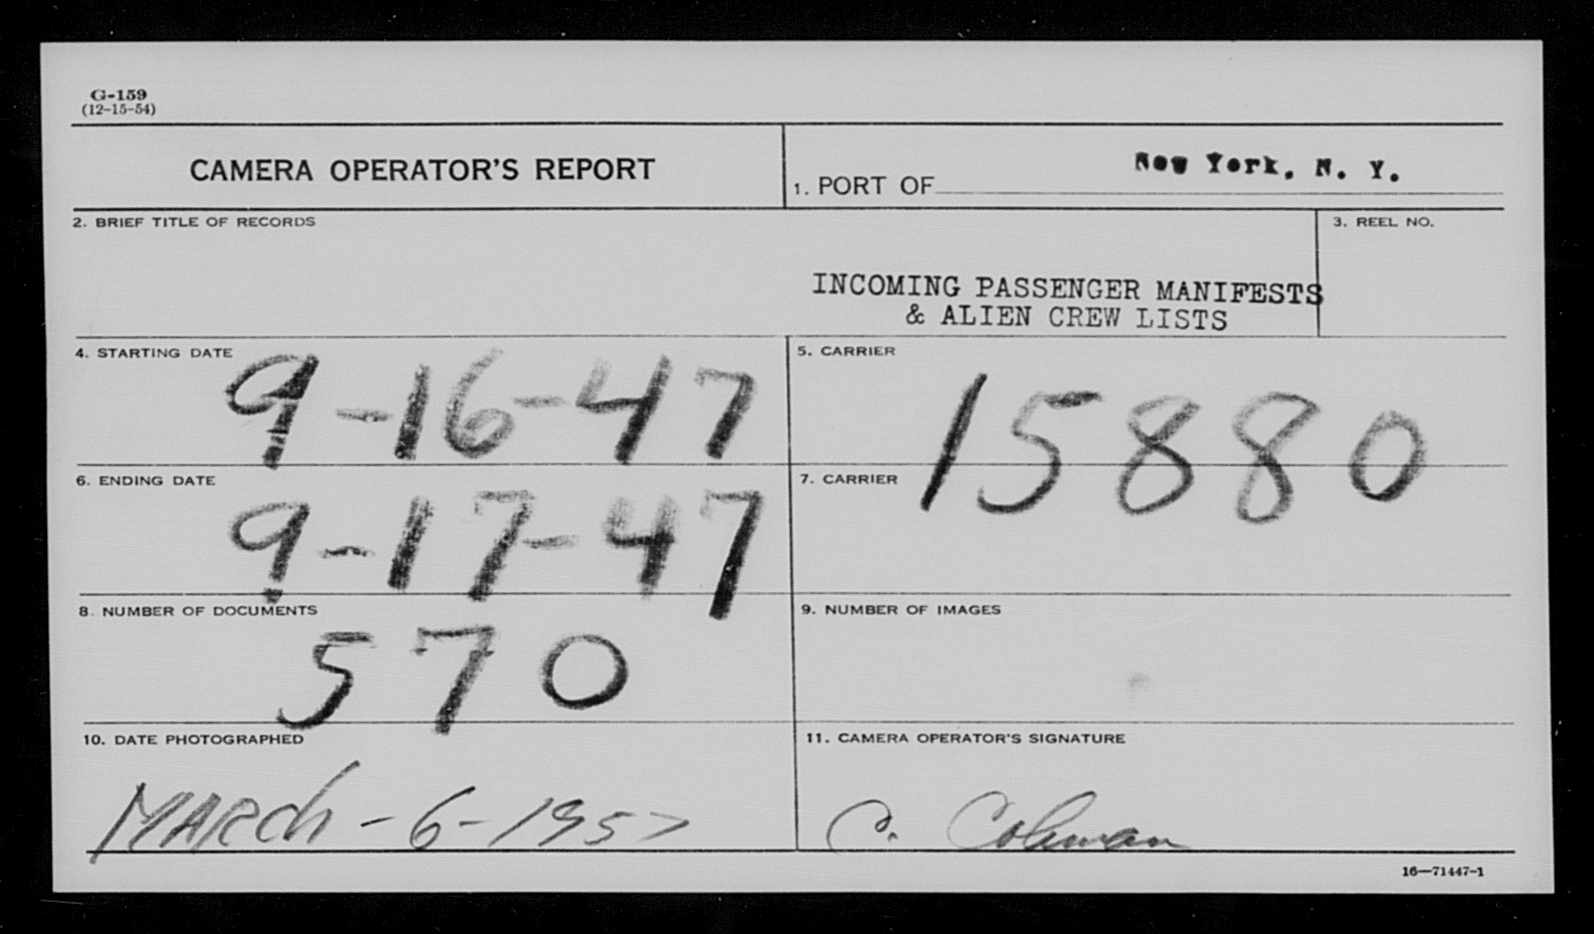 G-159
(12-15-54)
CAMERA OPERATOR'S REPORT
1. PORT OF New York, N. Y.
2. BRIEF TITLE OF RECORDS
3. REEL NO.
INCOMING PASSENGER MANIFESTS
& ALIEN CREW LISTS
4. STARTING DATE
9-16-47
5. CARRIER
15880
6. ENDING DATE
9-17-47
7. CARRIER
8. NUMBER OF DOCUMENTS
570
9. NUMBER OF IMAGES
10. DATE PHOTOGRAPHED
MARch-6-1957
11. CAMERA OPERATOR'S SIGNATURE
C. Coleman
16—71447-1